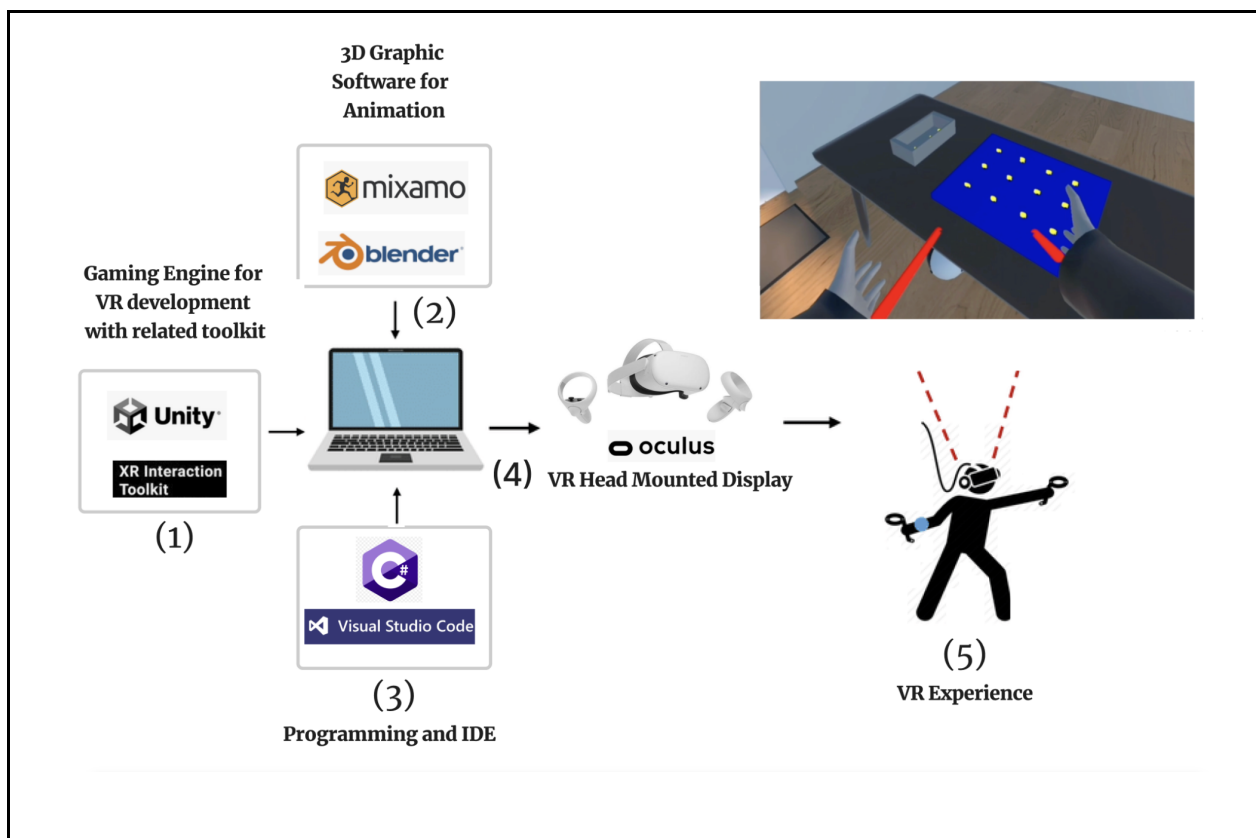 3D Graphic
Software for
Animation
mixamo
blender
Gaming Engine for
VR development
with related toolkit
(2)
Unity
XR Interaction
Toolkit
(1)
oculus
(4)
VR Head Mounted Display
C#
Visual Studio Code
(3)
Programming and IDE
(5)
VR Experience